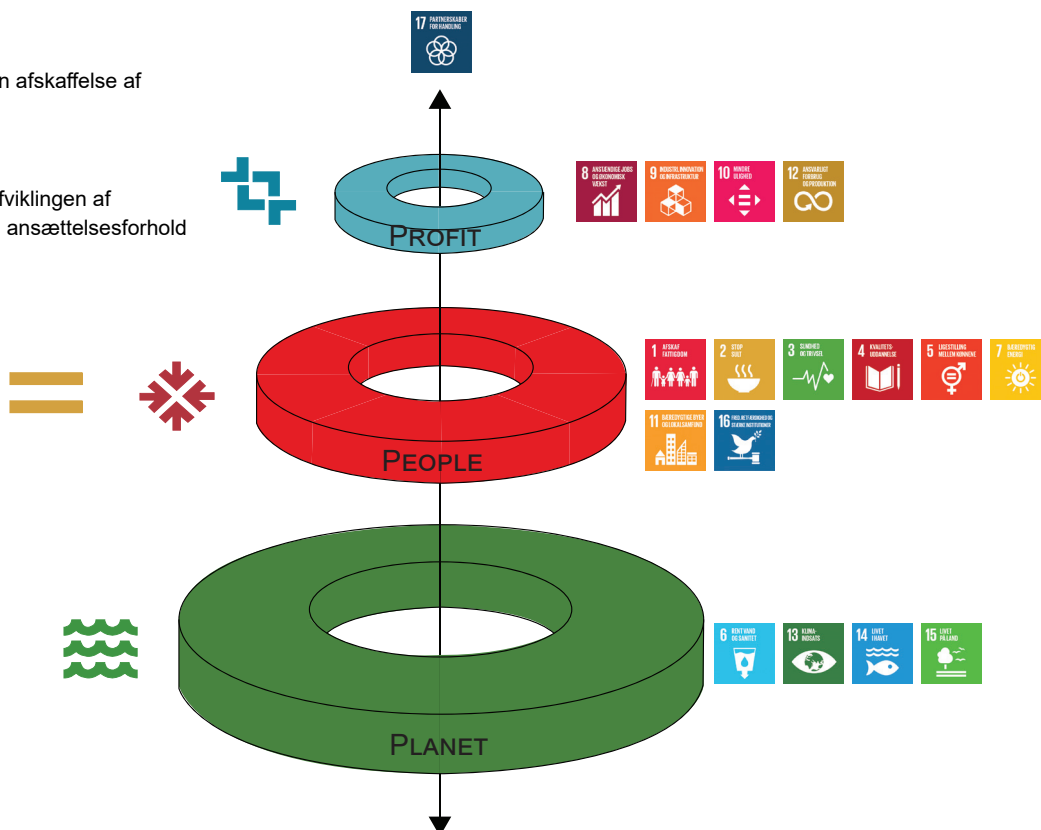 17 PARTNERSKABER
FOR HANDLING
n afskaffelse af
fviklingen af
ansættelsesforhold
8 ANSTÆNDIGE JOBS
OG ØKONOMISK
VÆKST
9 INDUSTRI, INNOVATION
OG INFRASTRUKTUR
10 MINDRE
ULIGHED
12 ANSVARLIGT
FORBRUG
OG PRODUKTION
PROFIT
1 AFSKAF
FATTIGDOM
2 STOP
SULT
3 SUNDHED
OG TRIVSEL
4 KVALITETS-
UDDANNELSE
5 LIGESTILLING
MELLEM KØNNENE
7 BÆREDYGTIG
ENERGI
11 BÆREDYGTIGE BYER
OG LOKALSAMFUND
16 FRED, RETFÆRDIGHED OG
STÆRKE INSTITUTIONER
PEOPLE
6 RENT VAND
OG SANITET
13 KLIMA-
INDSATS
14 LIVET
I HAVET
15 LIVET
PÅ LAND
PLANET